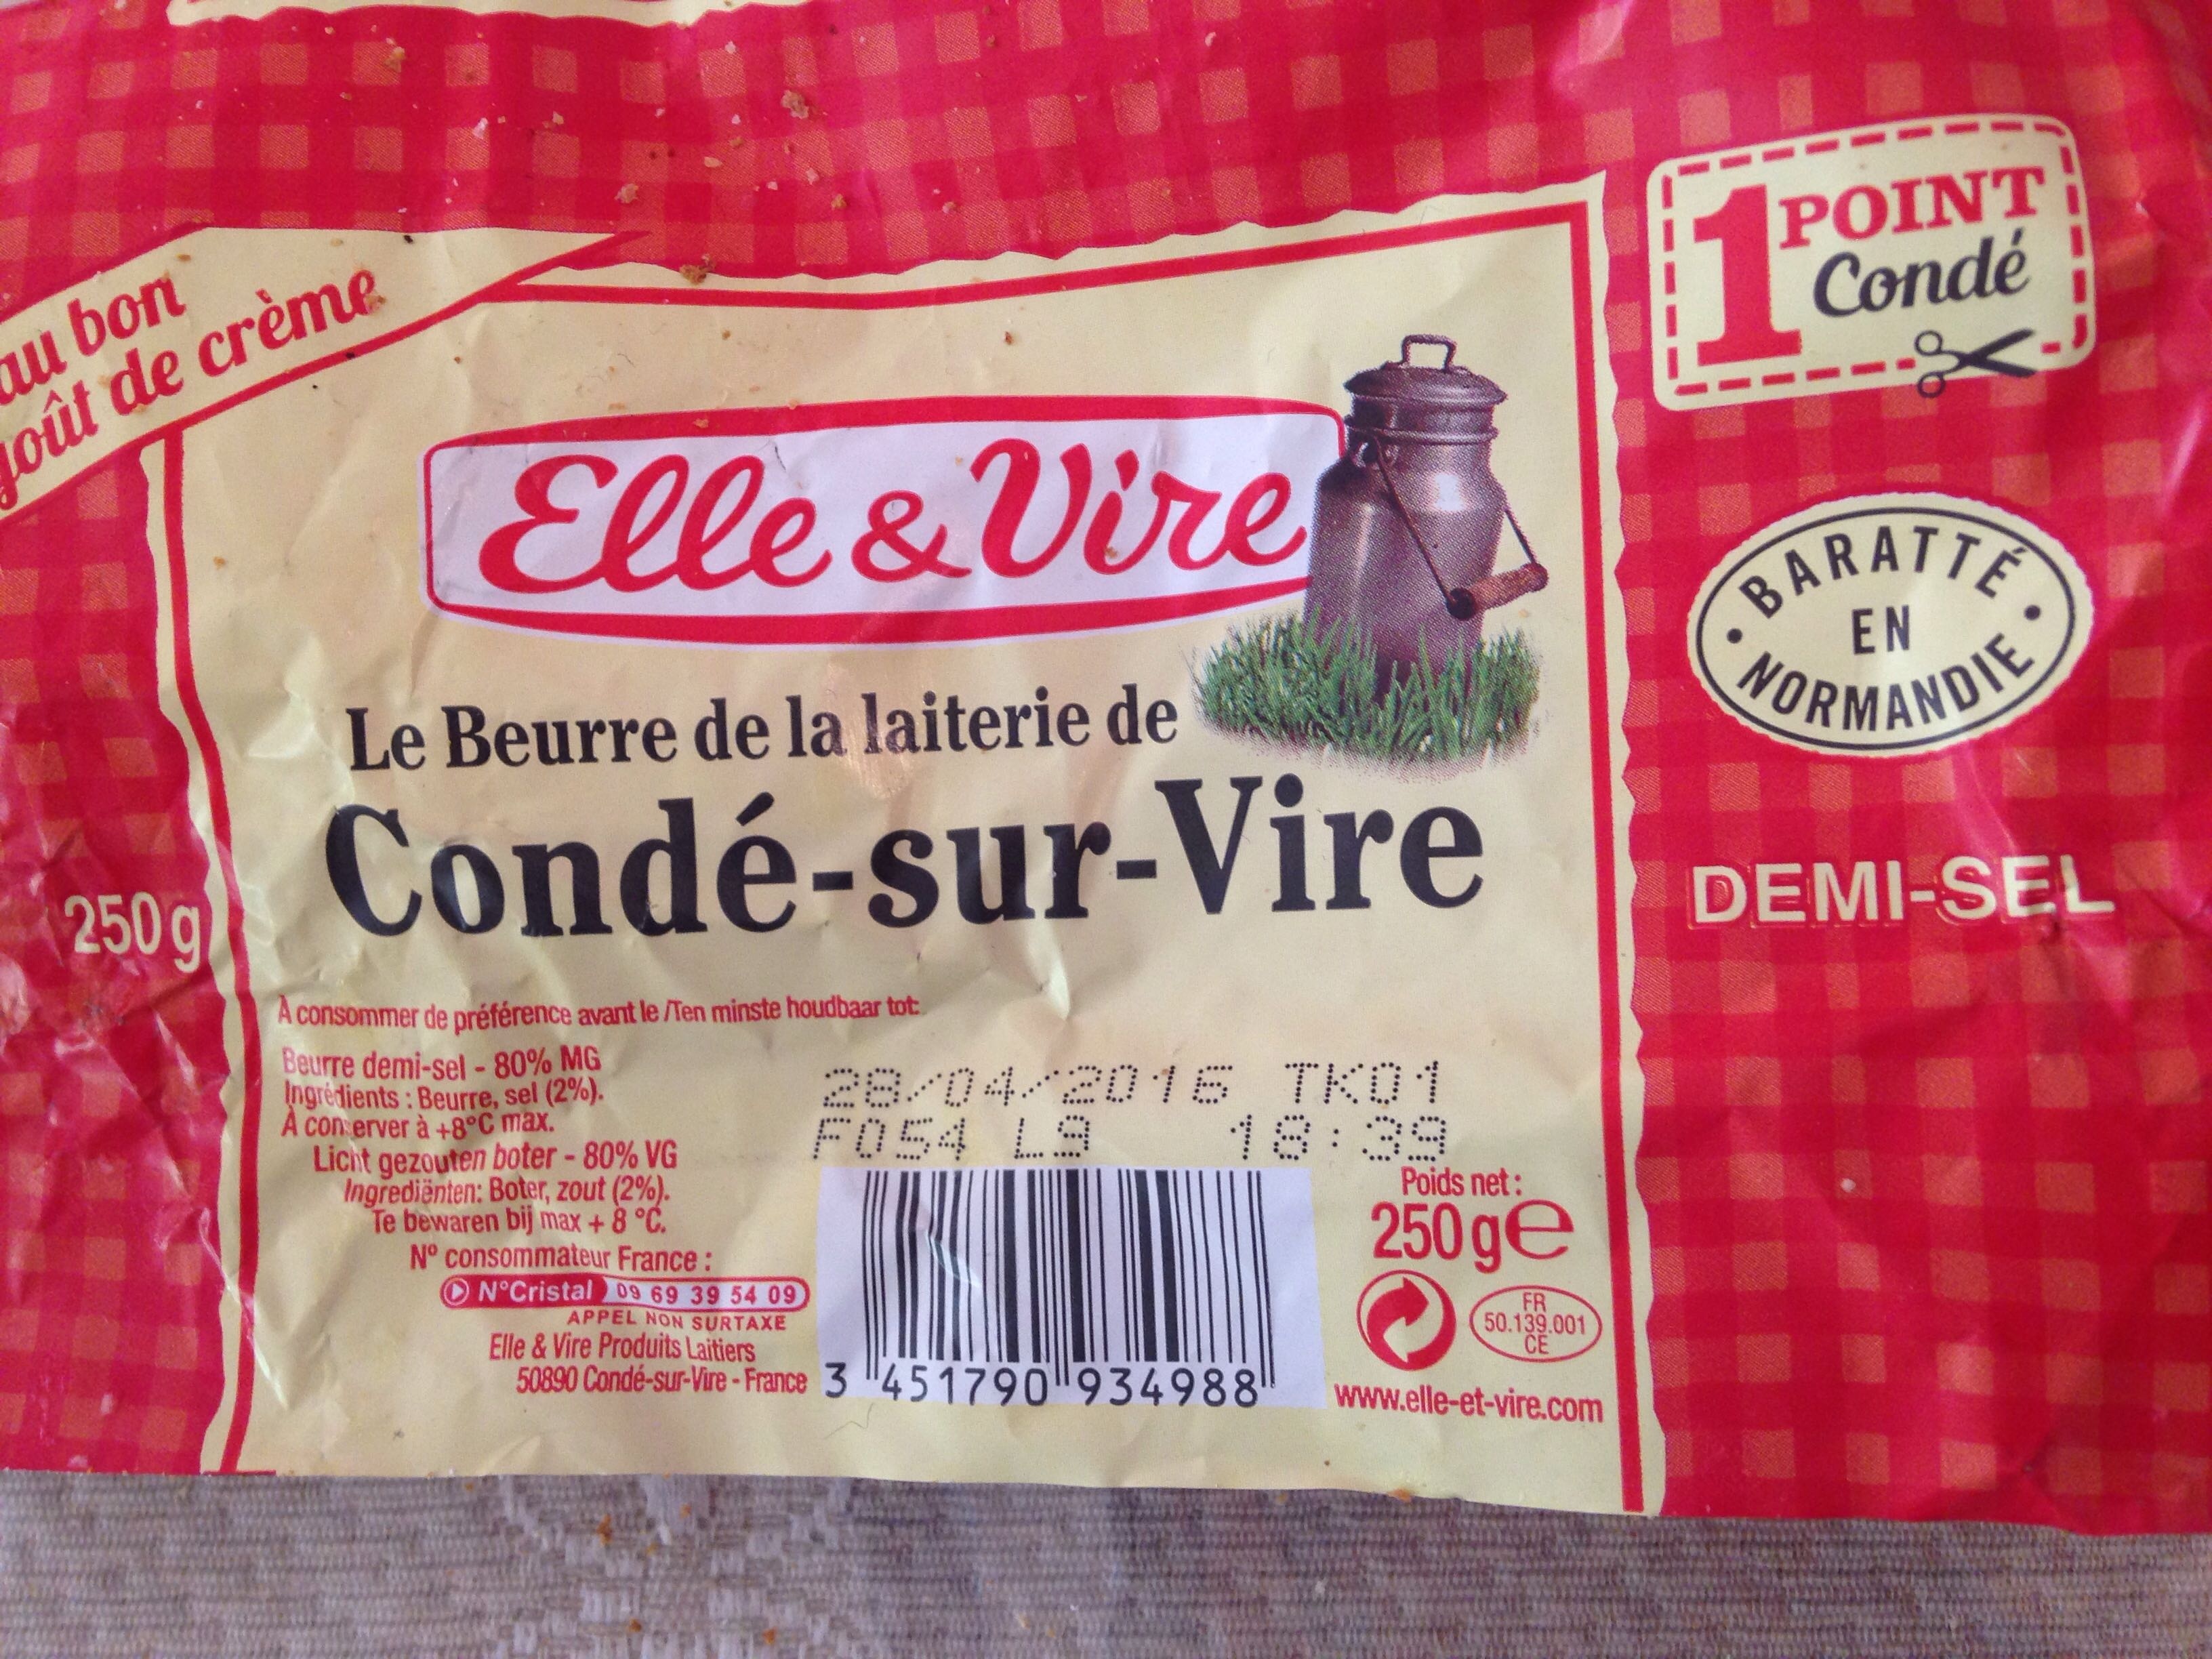 au bon
goût de crème
1 POINT
Condé
Elle & Vire
BARATTÉ
EN
NORMANDIE
Le Beurre de la laiterie de
Condé-sur-Vire
250 g
DEMI-SEL
À consommer de préférence avant le /Ten minste houdbaar tot:
Beurre demi-sel - 80% MG
Ingrédients : Beurre, sel (2%).
À conserver à +8°C max.
Licht gezouten boter - 80% VG
Ingrediënten: Boter, zout (2%).
Te bewaren bij max + 8 °C.
N° consommateur France :
N°Cristal 09 69 39 54 09
APPEL NON SURTAXE
Elle & Vire Produits Laitiers
50890 Condé-sur-Vire - France
28/04/2015 TK01
F054 L9 18:39
3 451790 934988
Poids net :
250 g e
FR
50.139.001
CE
www.elle-et-vire.com